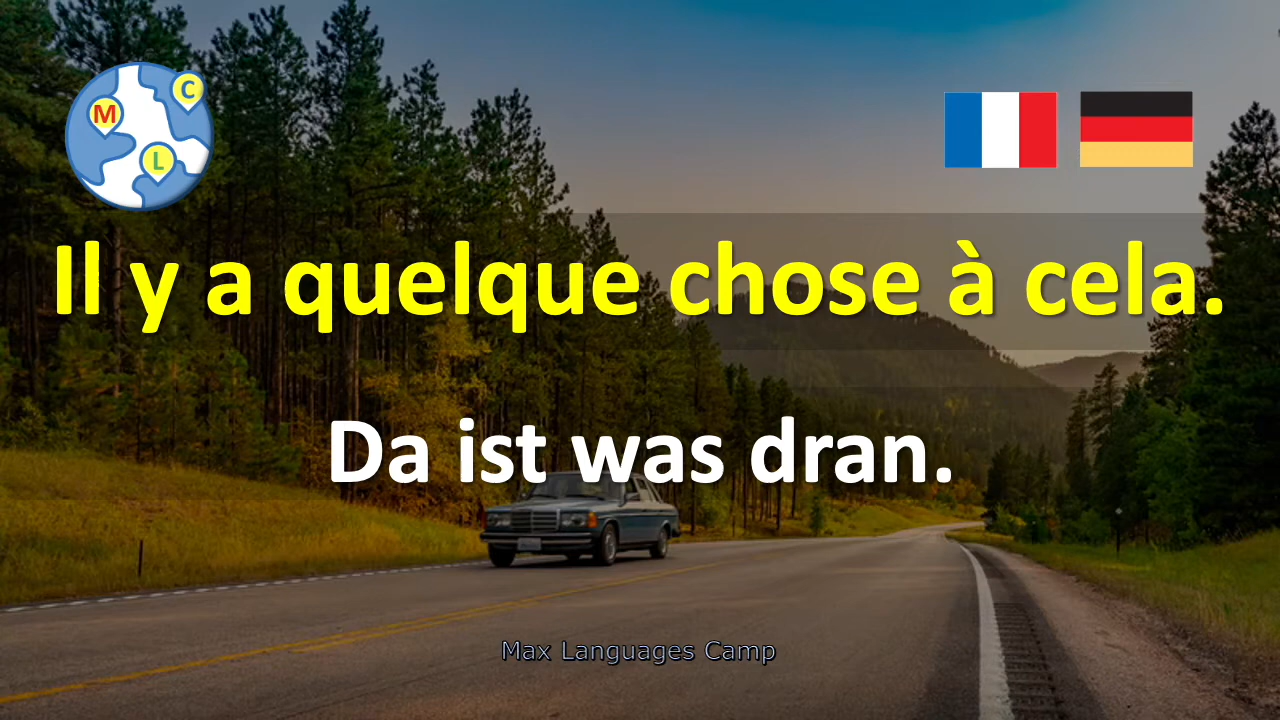 C
M
L
Il y a quelque chose à cela.
Da ist was dran.
Max Languages Camp